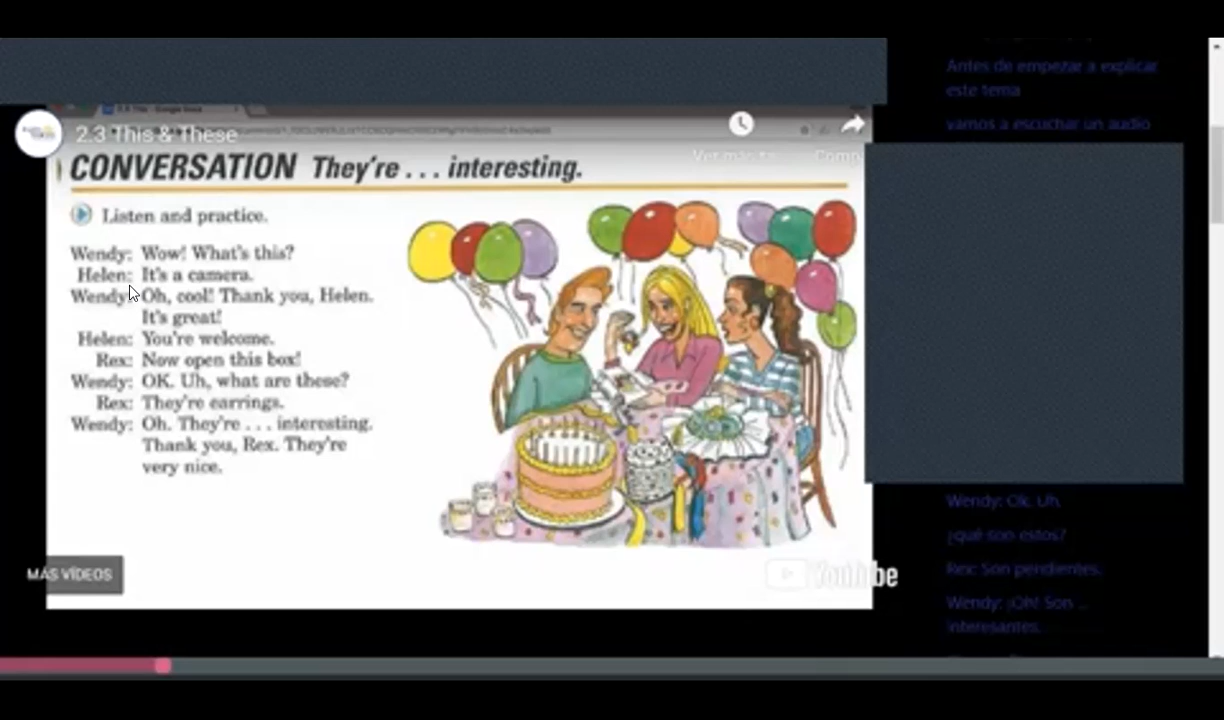 Antes de empezar a explicar
este tema
vamos a escuchar un audio
2.3 This & These
CONVERSATION They're . . . interesting.
Listen and practice.
Wendy: Wow! What's this?
Helen: It's a camera.
Wendy: Oh, cool! Thank you, Helen.
It's great!
Helen: You're welcome.
Rex: Now open this box!
Wendy: OK. Uh, what are these?
Rex: They're earrings.
Wendy: Oh. They're . . . interesting.
Thank you, Rex. They're
very nice.
MÁS VÍDEOS
YouTube
Wendy: Ok. Uh,
¿qué son estos?
Rex: Son pendientes.
Wendy: ¡Oh! Son ...
interesantes.